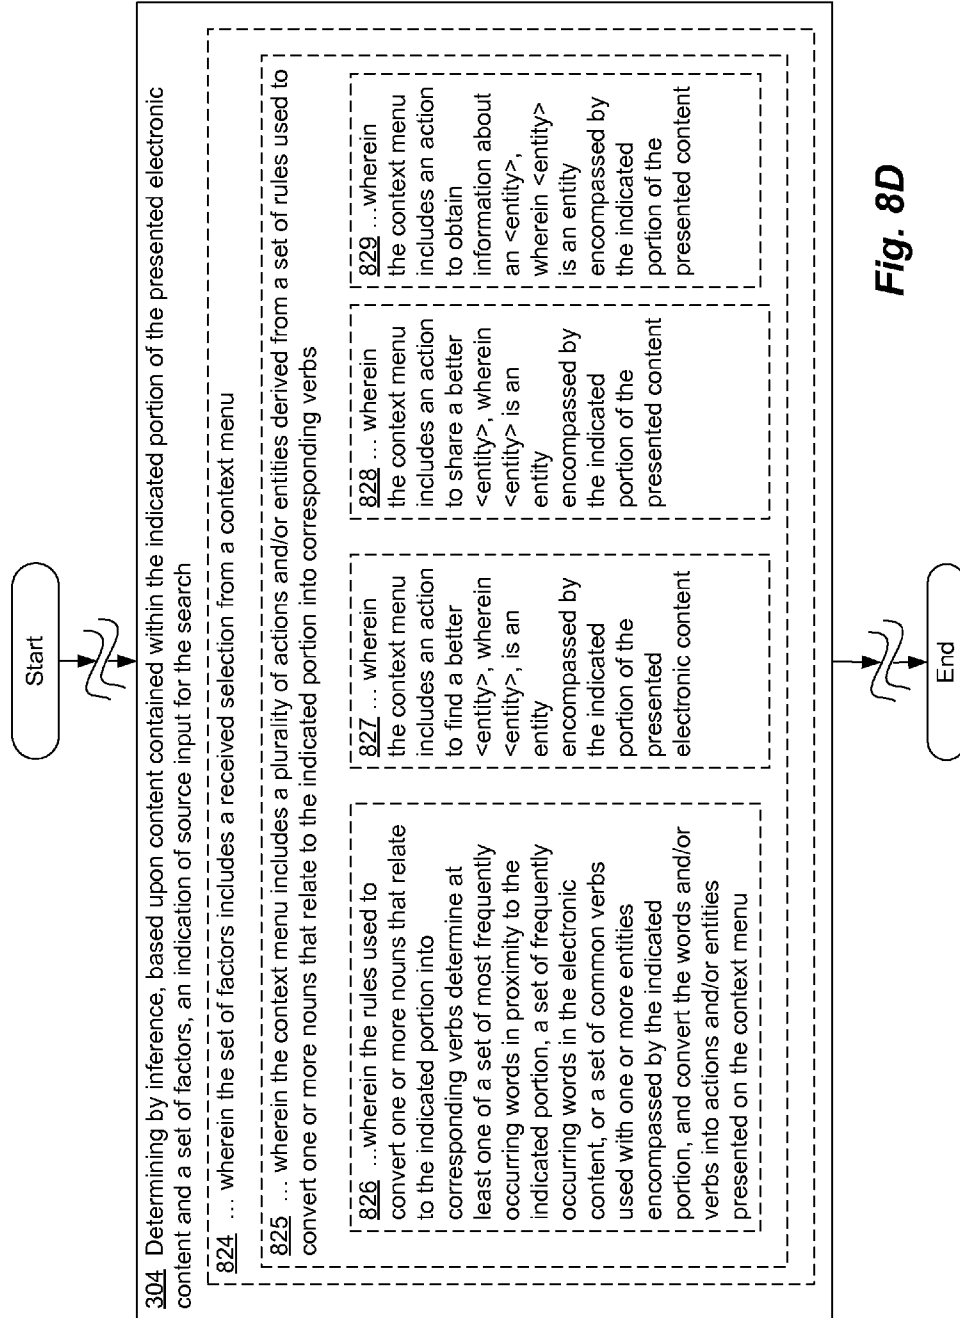 Start
304 Determining by inference, based upon content contained within the indicated portion of the presented electronic
content and a set of factors, an indication of source input for the search
824 ... wherein the set of factors includes a received selection from a context menu
825 ... wherein the context menu includes a plurality of actions and/or entities derived from a set of rules used to
convert one or more nouns that relate to the indicated portion into corresponding verbs
826 ...wherein the rules used to
convert one or more nouns that relate
to the indicated portion into
corresponding verbs determine at
least one of a set of most frequently
occurring words in proximity to the
indicated portion, a set of frequently
occurring words in the electronic
content, or a set of common verbs
used with one or more entities
encompassed by the indicated
portion, and convert the words and/or
verbs into actions and/or entities
presented on the context menu
827 ... wherein
the context menu
includes an action
to find a better
<entity>, wherein
<entity>, is an
entity
encompassed by
the indicated
portion of the
presented
electronic content
828 ... wherein
the context menu
includes an action
to share a better
<entity>, wherein
<entity> is an
entity
encompassed by
the indicated
portion of the
presented content
829 ...wherein
the context menu
includes an action
to obtain
information about
an <entity>,
wherein <entity>
is an entity
encompassed by
the indicated
portion of the
presented content
End
Fig. 8D